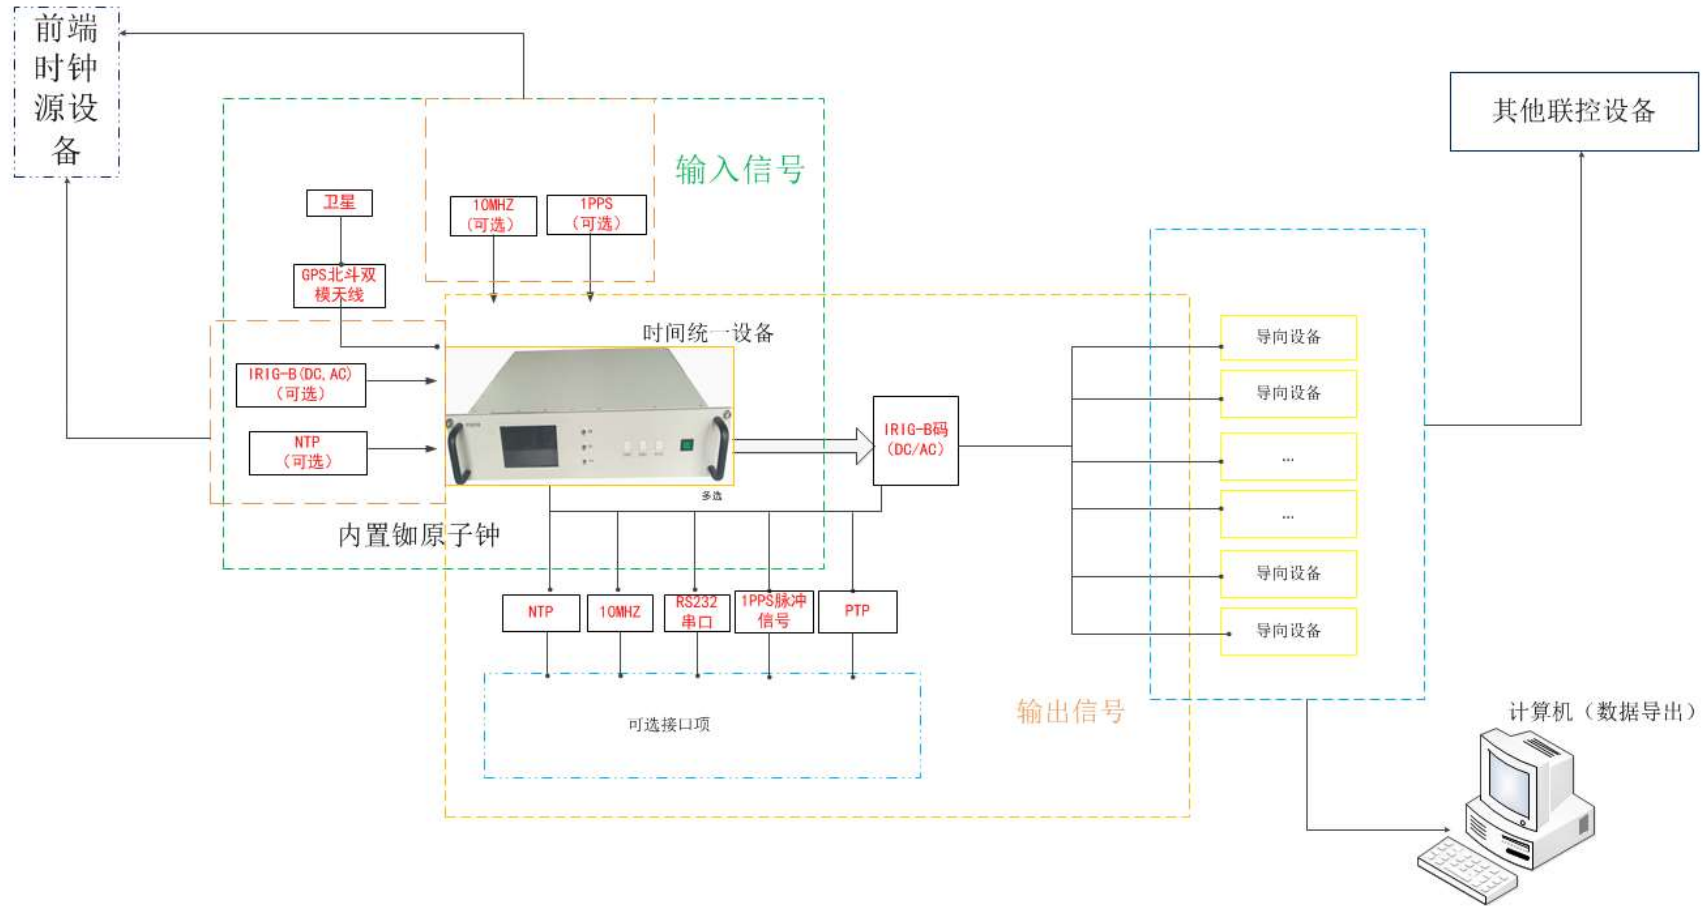 前端
时钟
源设
备
其他联控设备
输入信号
卫星
10MHZ
(可选)
1PPS
(可选)
GPS北斗双
模天线
时间统一设备
IRIG-B(DC,AC)
(可选)
NTP
(可选)
IRIG-B码
(DC/AC)
多选
内置铷原子钟
NTP
10MHZ
RS232
串口
1PPS脉冲
信号
PTP
可选接口项
输出信号
导向设备
导向设备
...
...
导向设备
导向设备
计算机（数据导出）